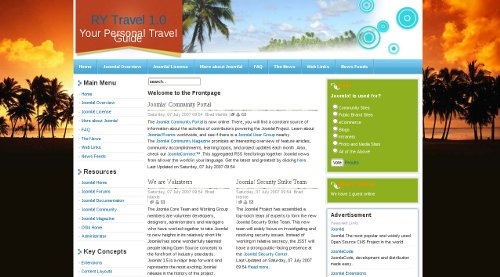 RY Travel 1.0
Your Personal Travel
Guide
Home
Joomla! Overview
Joomla! License
More about Joomla!
FAQ
The News
Web Links
News Feeds
Main Menu
Home
Joomla! Overview
Joomla! License
More about Joomla!
FAQ
The News
Web Links
News Feeds
Resources
Home
Joomla! Forums
Joomla! Documentation
Joomla! Community
Joomla! Magazine
OSM Home
Administrator
Key Concepts
Extensions
Content Layouts
search...
Welcome to the Frontpage
Joomla! Community Portal
Saturday, 07 July 2007 09:54
The Joomla! Community Portal is now online. There, you will find a constant source of
information about the activities of contributors powering the Joomla! Project. Learn about
Joomla! Events worldwide, and see if there is a Joomla! User Group nearby.
The Joomla! Community Magazine promises an interesting overview of feature articles,
community accomplishments, learning topics, and project updates each month. Also,
check out JoomlaConnect™. This aggregated RSS feed brings together Joomla! news
from all over the world in your language. Get the latest and greatest by clicking here.
Last Updated on Saturday, 07 July 2007 09:54
We are Volunteers
Saturday, 07 July 2007 09:54
The Joomla! Core Team and Working Group
members are volunteer developers,
designers, administrators and managers
who have worked together to take Joomla!
to new heights in its relatively short life.
Joomla! has some wonderfully talented
people taking Open Source concepts to
the forefront of industry standards.
Joomla! 1.5 is a major leap forward and
represents the most exciting Joomla!
release in the history of the project.
Joomla! Security Strike Team
Saturday, 07 July 2007 09:54
The Joomla! Project has assembled a
top-notch team of experts to form the new
Joomla! Security Strike Team. This new
team will solely focus on investigating and
resolving security issues. Instead of
working in relative secrecy, the JSST will
have a strong public-facing presence at
the Joomla! Security Center.
Last Updated on Saturday, 07 July
2007 09:54 Read more...
Joomla! is used for?
Community Sites
Public Brand Sites
eCommerce
Blogs
Intranets
Photo and Media Sites
All of the Above!
Vote
Results
We have 1 guest online
Advertisement
Featured Links:
Joomla!
Joomla! The most popular and widely used
Open Source CMS Project in the world.
JoomlaCode
JoomlaCode, development and distribution
made easy.
Joomla! Extensions